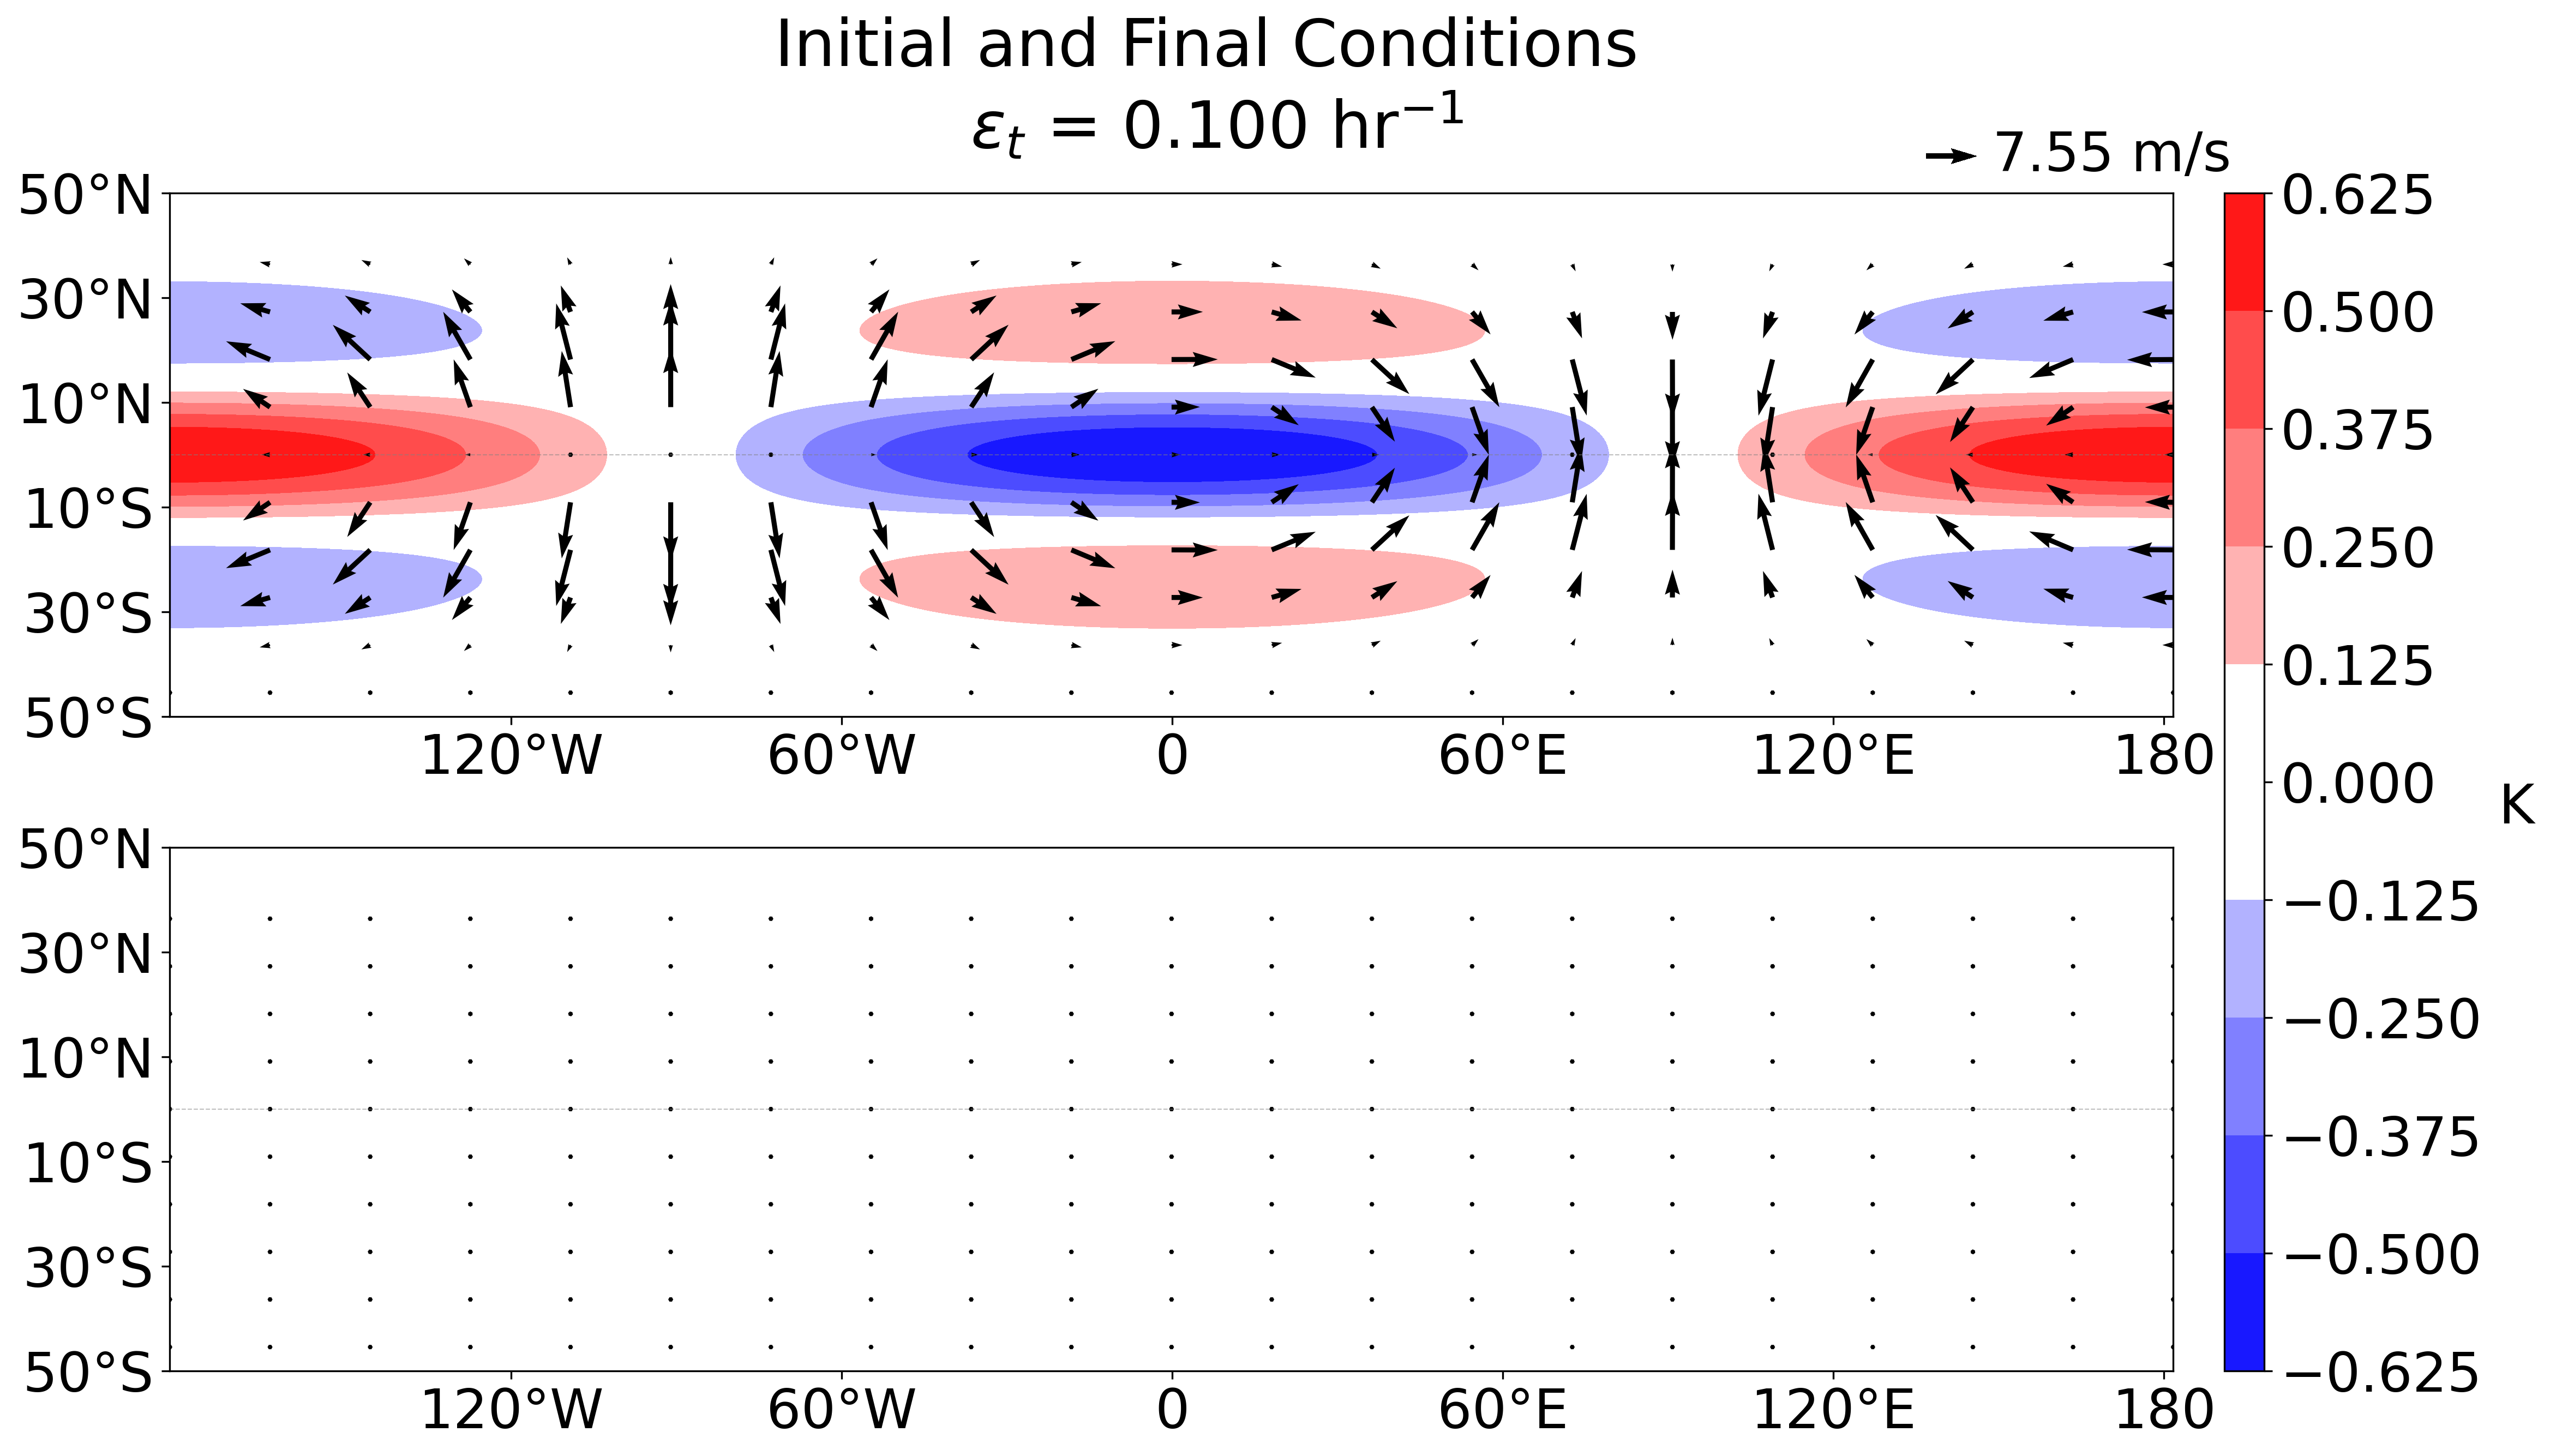 Initial and Final Conditions
εt = 0.100 hr−1
7.55 m/s
50°N
30°N
10°N
10°S
30°S
50°S
120°W 60°W 0 60°E 120°E 180
50°N
30°N
10°N
10°S
30°S
50°S
120°W 60°W 0 60°E 120°E 180
0.625
0.500
0.375
0.250
0.125
0.000
−0.125
−0.250
−0.375
−0.500
−0.625
K